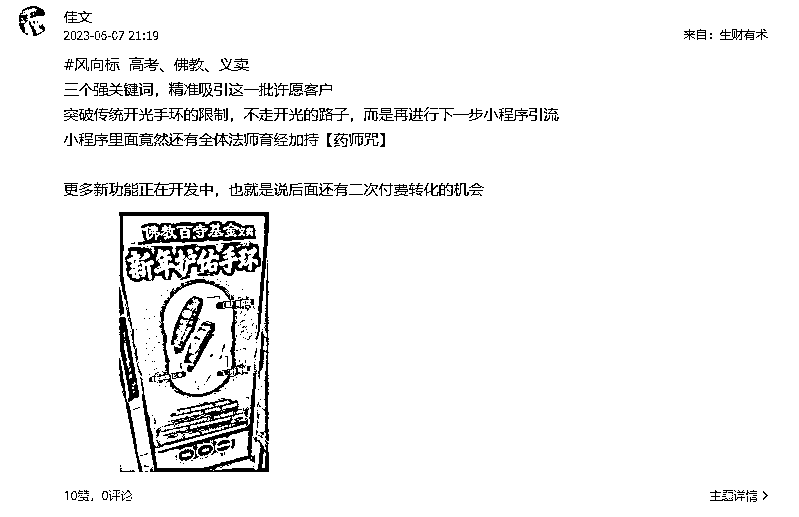 佳文
2023-06-07 21:19
来自：生财有术
#风向标 高考、佛教、义卖
三个强关键词，精准吸引这一批许愿客户
突破传统开光手环的限制，不走开光的路子，而是再进行下一步小程序引流
小程序里面竟然还有全体法师育经加持【药师咒】
更多新功能正在开发中，也就是说后面还有二次付费转化的机会
佛教百寺基金
新年护佑手环
10赞，0评论
主题详情